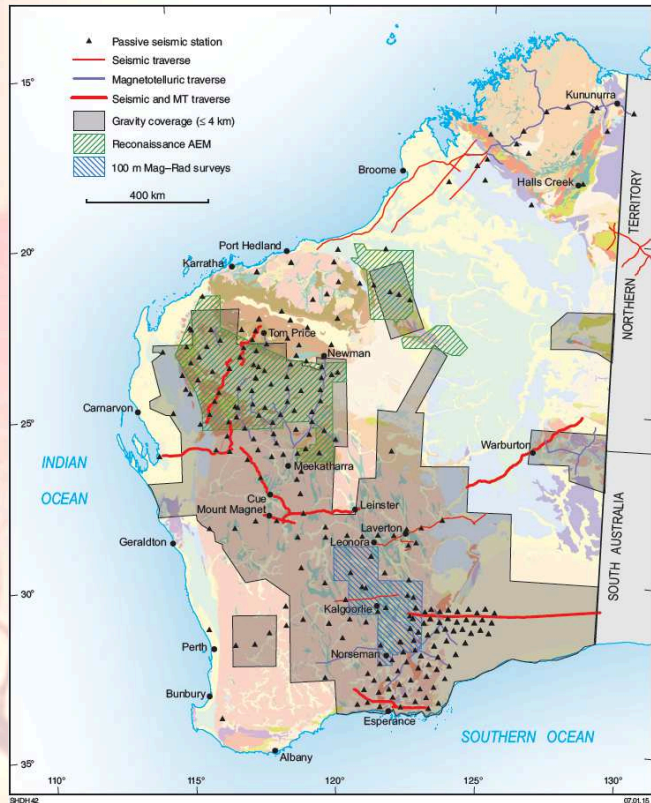 Passive seismic station
Seismic traverse
Magnetotelluric traverse
Seismic and MT traverse
Gravity coverage (≤ 4 km)
Reconaissance AEM
100 m Mag–Rad surveys
400 km
15°
20°
25°
30°
35°
Kununurra
Broome
Halls Creek
Port Hedland
Karratha
Tom Price
Newman
Carnarvon
Warburton
INDIAN
OCEAN
Meekatharra
Cue
Mount Magnet
Leinster
Laverton
Leonora
Geraldton
Kalgoorlie
Perth
Norseman
Bunbury
Esperance
Albany
SOUTHERN OCEAN
NORTHERN TERRITORY
SOUTH AUSTRALIA
110°
115°
120°
125°
130°
SHDH42
07.01.15